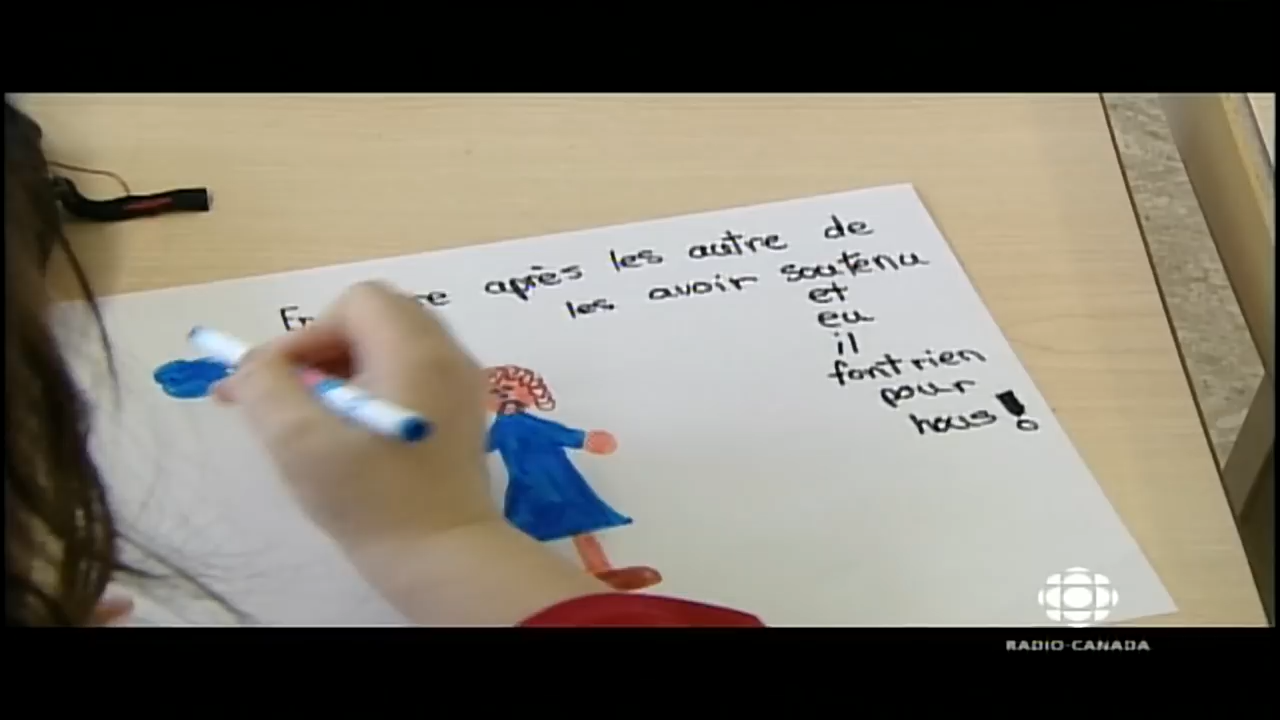 après les autre de
les avoir soutenu
et
eu
il
font rien
pour
nous!
RADIO-CANADA